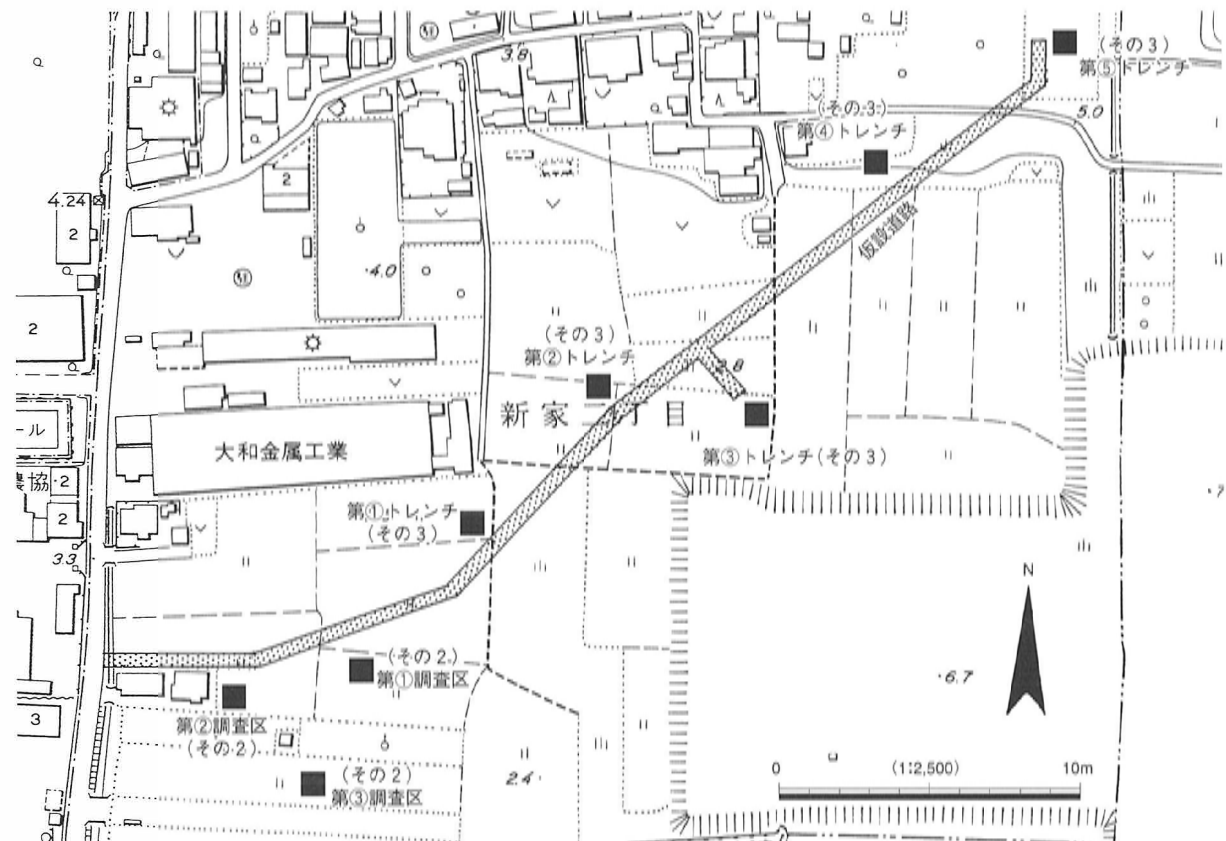 3.8
(その3)
第⑤トレンチ
5.0
(その3)
第④トレンチ
2
4.24
2
仮設道路
4.0
2
(その3)
第②トレンチ
新家二丁目
大和金属工業
第③トレンチ(その3)
ール
農協
2
2
第①トレンチ
(その3)
3.3
N
(その2)
第①調査区
6.7
3
第②調査区
(その2)
(その2)
第③調査区
2.4
0
(1:2,500)
10m